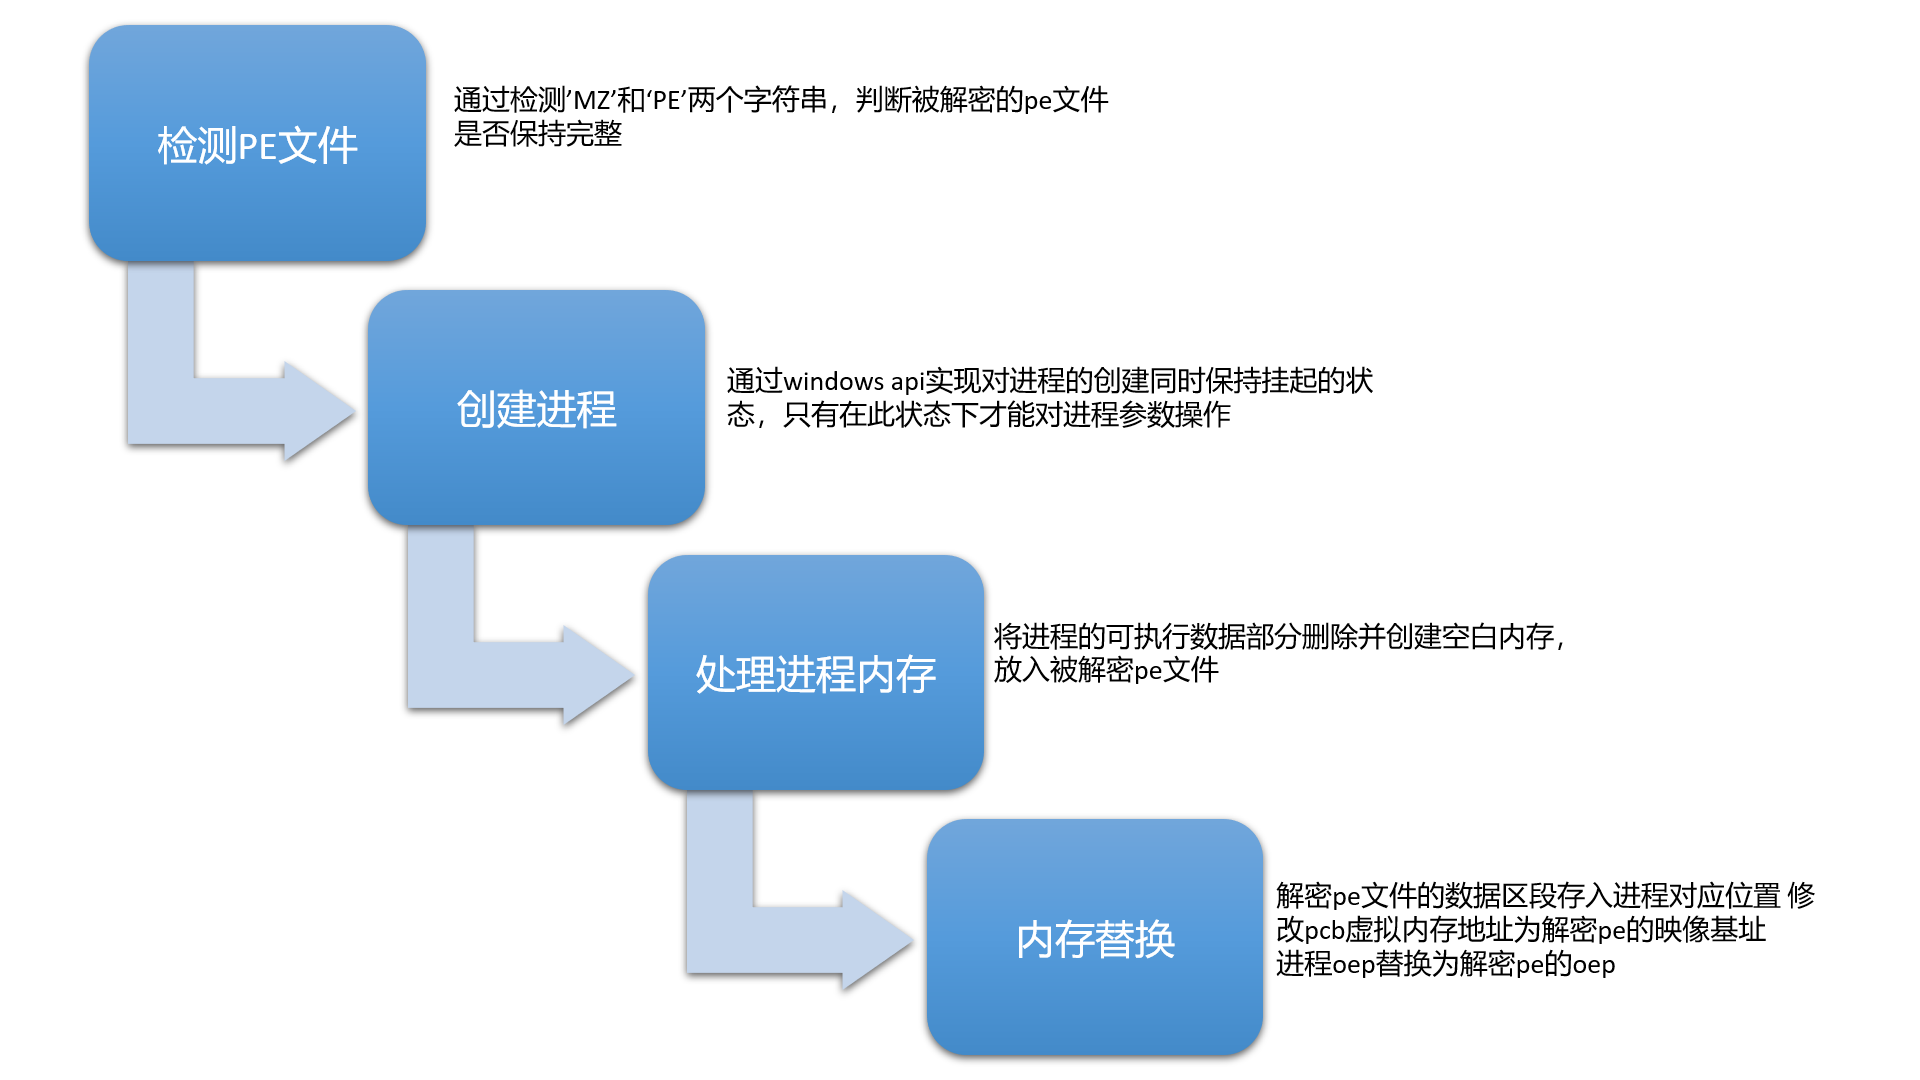 检测PE文件
通过检测’MZ’和‘PE’两个字符串，判断被解密的pe文件
是否保持完整
创建进程
通过windows api实现对进程的创建同时保持挂起的状
态，只有在此状态下才能对进程参数操作
处理进程内存
将进程的可执行数据部分删除并创建空白内存，
放入被解密pe文件
内存替换
解密pe文件的数据区段存入进程对应位置 修
改pcb虚拟内存地址为解密pe的映像基址
进程oep替换为解密pe的oep